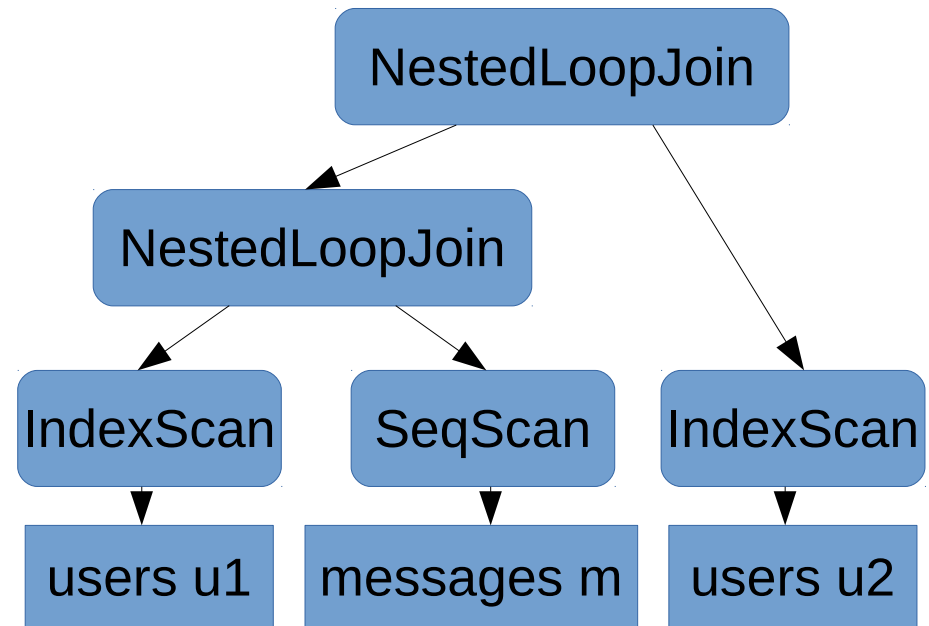 NestedLoopJoin
NestedLoopJoin
IndexScan
SeqScan
IndexScan
users u1
messages m
users u2